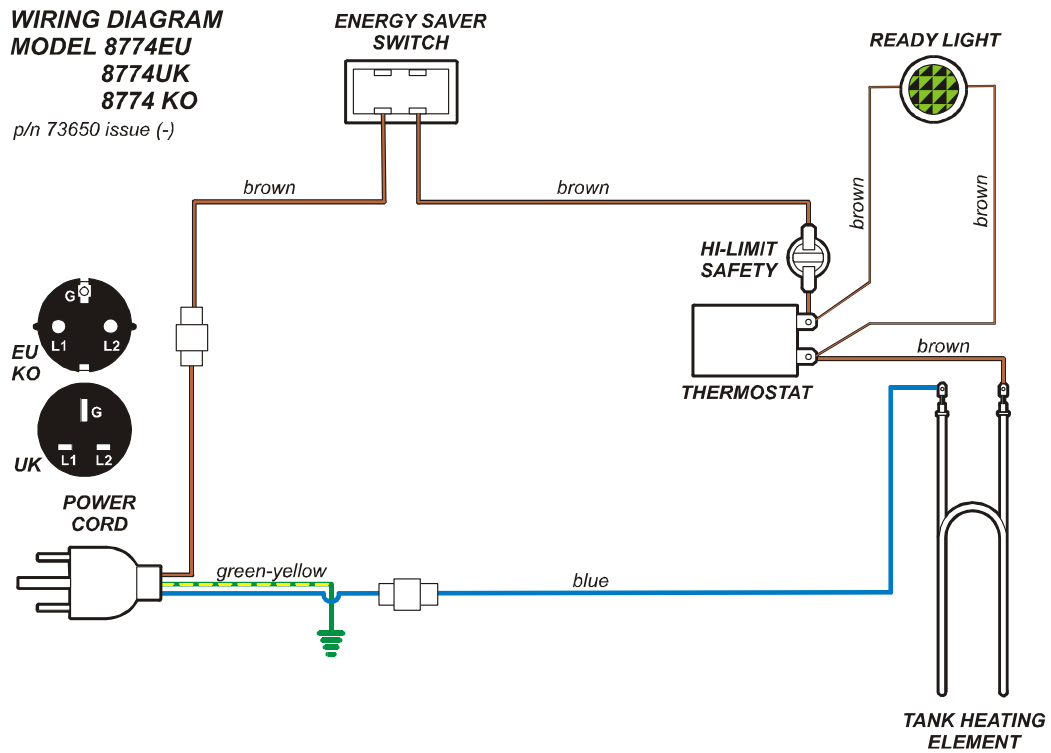 WIRING DIAGRAM
MODEL 8774EU
8774UK
8774 KO
p/n 73650 issue (-)
ENERGY SAVER
SWITCH
READY LIGHT
brown
brown
brown
brown
HI-LIMIT
SAFETY
G
L1 L2
EU
KO
brown
THERMOSTAT
G
L1 L2
UK
POWER
CORD
green-yellow
blue
TANK HEATING
ELEMENT